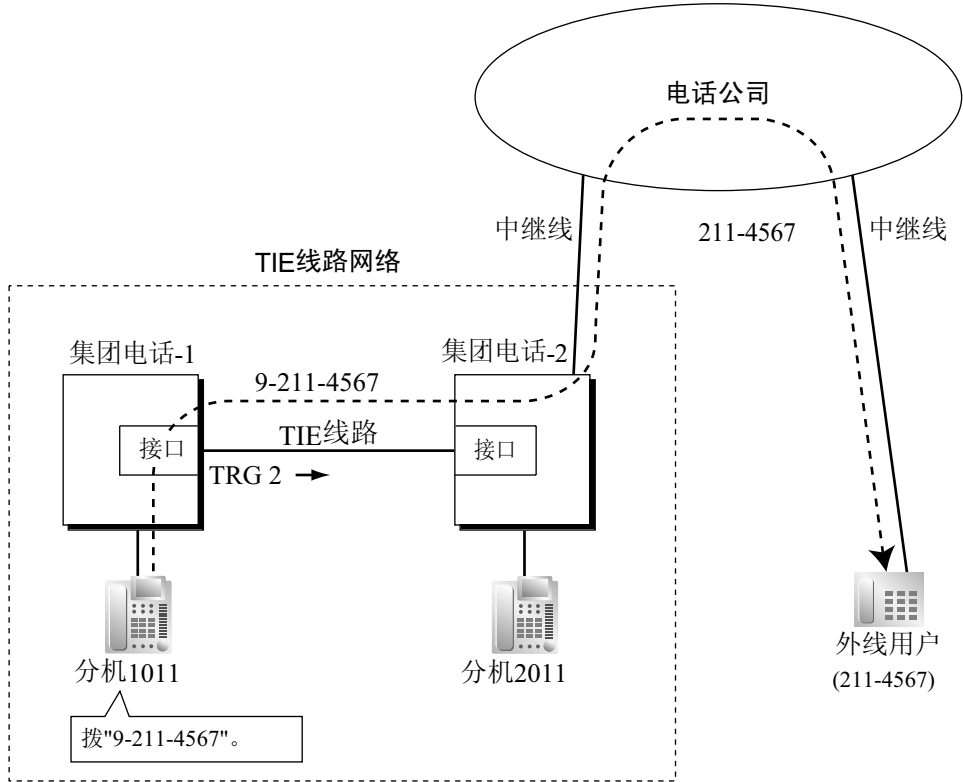 电话公司
中继线
211-4567
中继线
TIE线路网络
集团电话-1
集团电话-2
9-211-4567
接口
TIE线路
接口
TRG 2
分机1011
分机2011
外线用户
(211-4567)
拨"9-211-4567"。